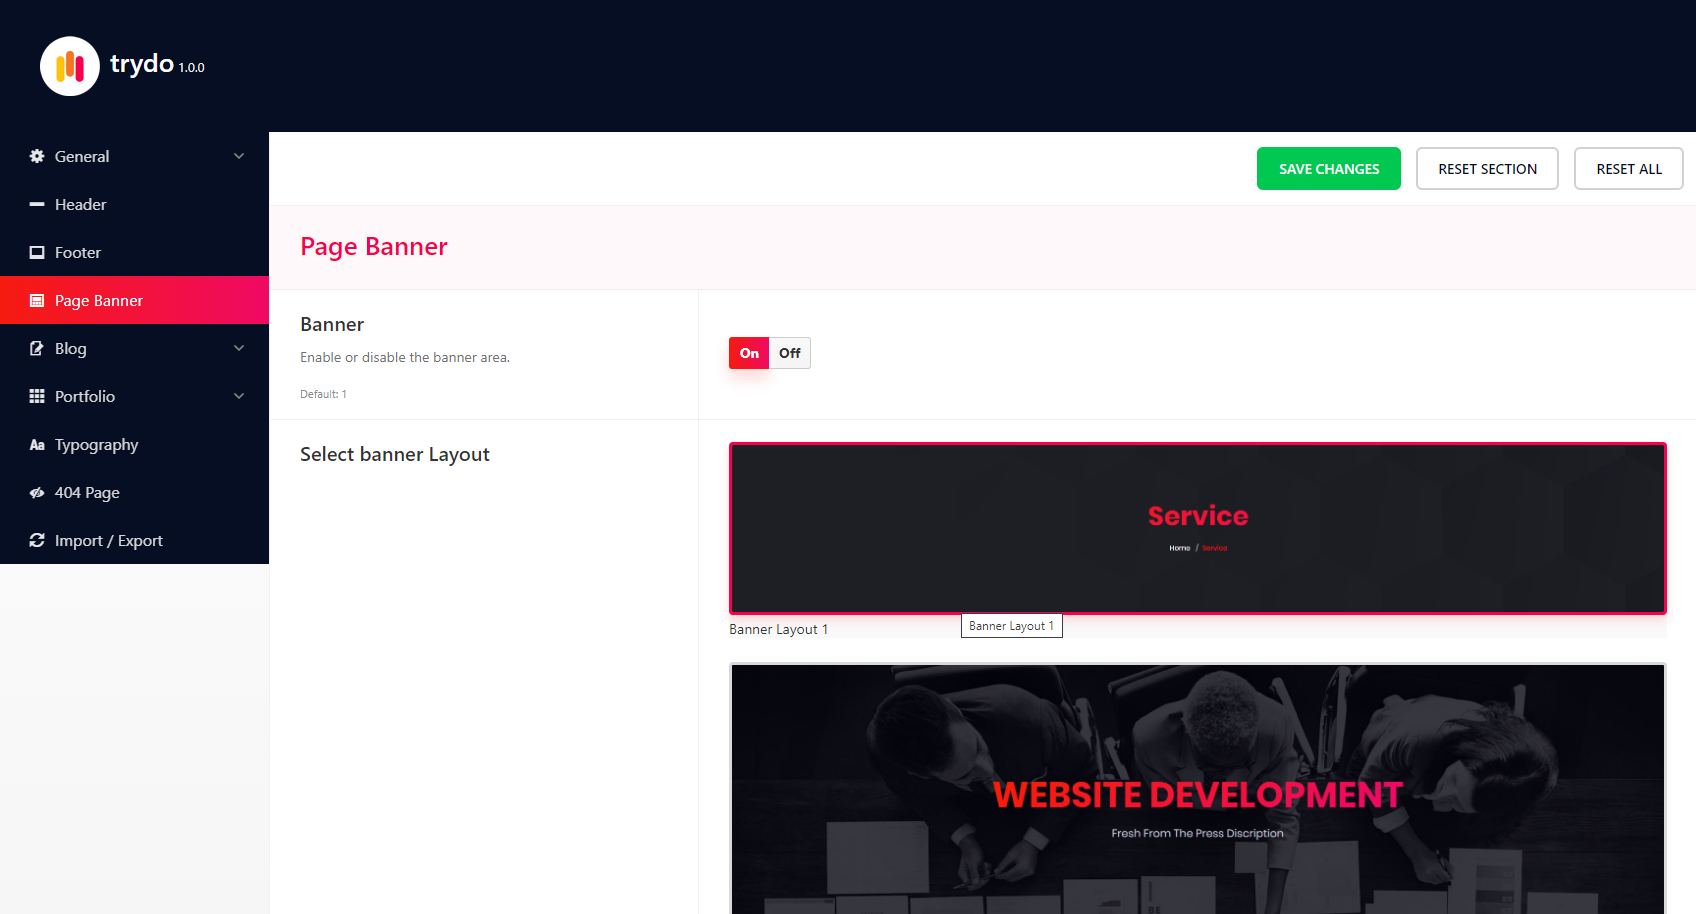 trydo 1.0.0
General
Header
Footer
Page Banner
Blog
Portfolio
Aa Typography
404 Page
Import / Export
SAVE CHANGES
RESET SECTION
RESET ALL
Page Banner
Banner
Enable or disable the banner area.
Default: 1
On
Off
Select banner Layout
Service
Home / Service
Banner Layout 1
Banner Layout 1
WEBSITE DEVELOPMENT
Fresh From The Press Discription
BE